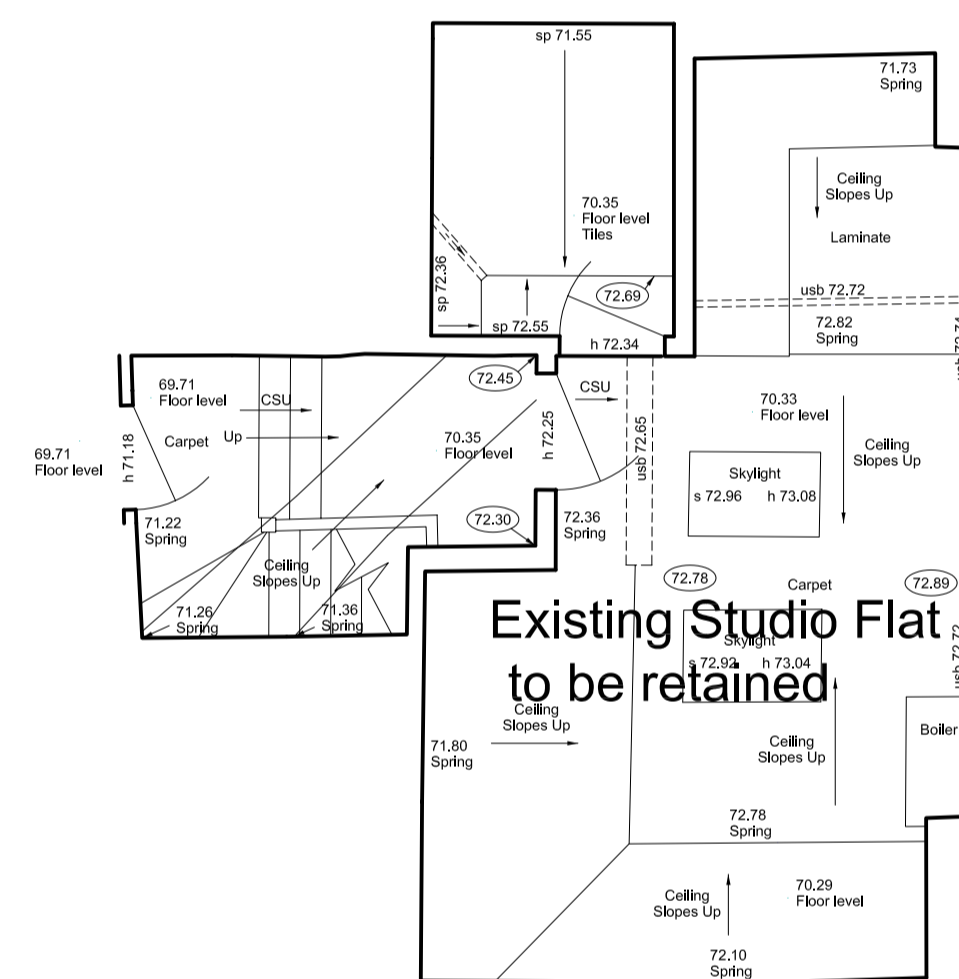 sp 71.55
71.73
Spring
70.35
Floor level
Tiles
Ceiling
Slopes Up
Laminate
sp 72.36
72.69
usb 72.72
sp 72.55
h 72.34
72.82
Spring
72.45
CSU
69.71
Floor level
CSU
Carpet
Up
70.35
Floor level
h 72.25
usb 72.65
70.33
Floor level
Ceiling
Slopes Up
69.71
Floor level
h 71.18
Skylight
s 72.96 h 73.08
71.22
Spring
72.30
72.36
Spring
Ceiling
Slopes Up
72.78
Carpet
72.89
71.26
Spring
71.36
Spring
Existing Studio Flat
to be retained
Skylight
s 72.92 h 73.04
usb 72.72
Ceiling
Slopes Up
71.80
Spring
Ceiling
Slopes Up
Boiler
72.78
Spring
Ceiling
Slopes Up
70.29
Floor level
72.10
Spring